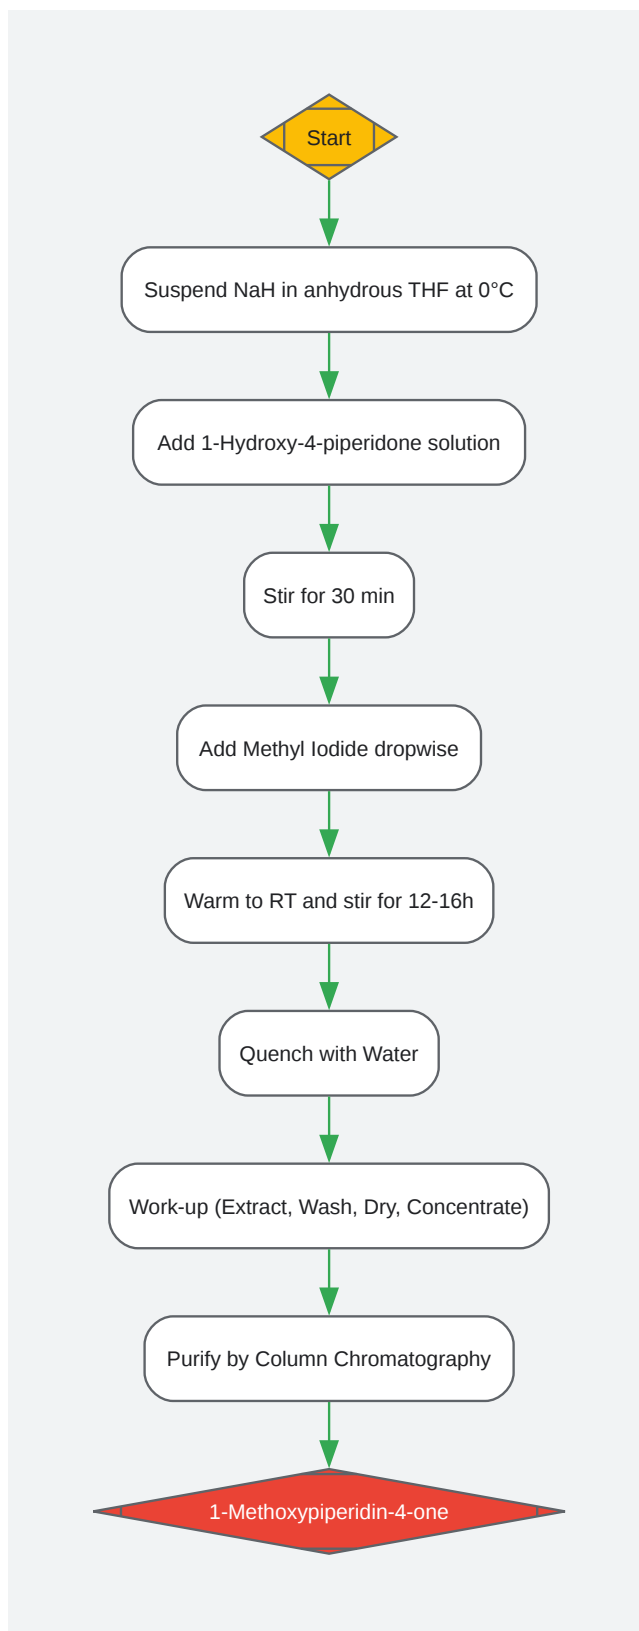 Start
Suspend NaH in anhydrous THF at 0°C
Add 1-Hydroxy-4-piperidone solution
Stir for 30 min
Add Methyl Iodide dropwise
Warm to RT and stir for 12-16h
Quench with Water
Work-up (Extract, Wash, Dry, Concentrate)
Purify by Column Chromatography
1-Methoxypiperidin-4-one